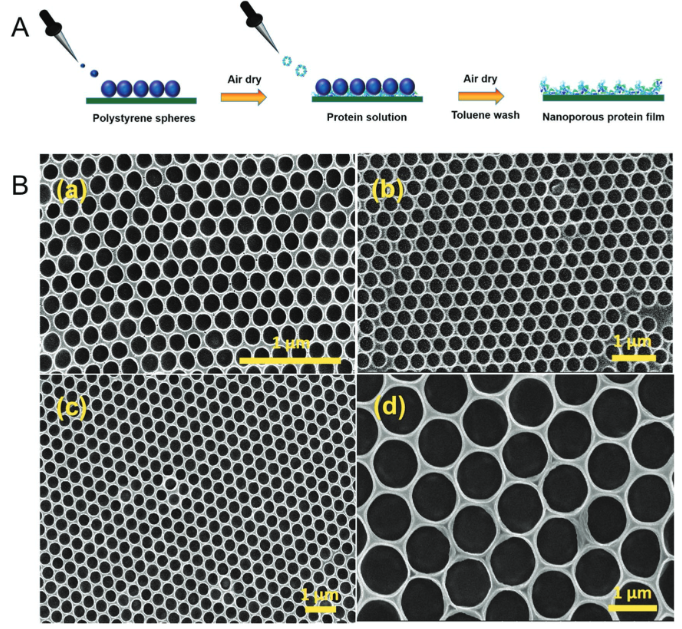 A
Air dry
Air dry
Polystyrene spheres
Protein solution
Toluene wash
Nanoporous protein film
B
(a)
(b)
1 μm
1 μm
(c)
(d)
1 μm
1 μm